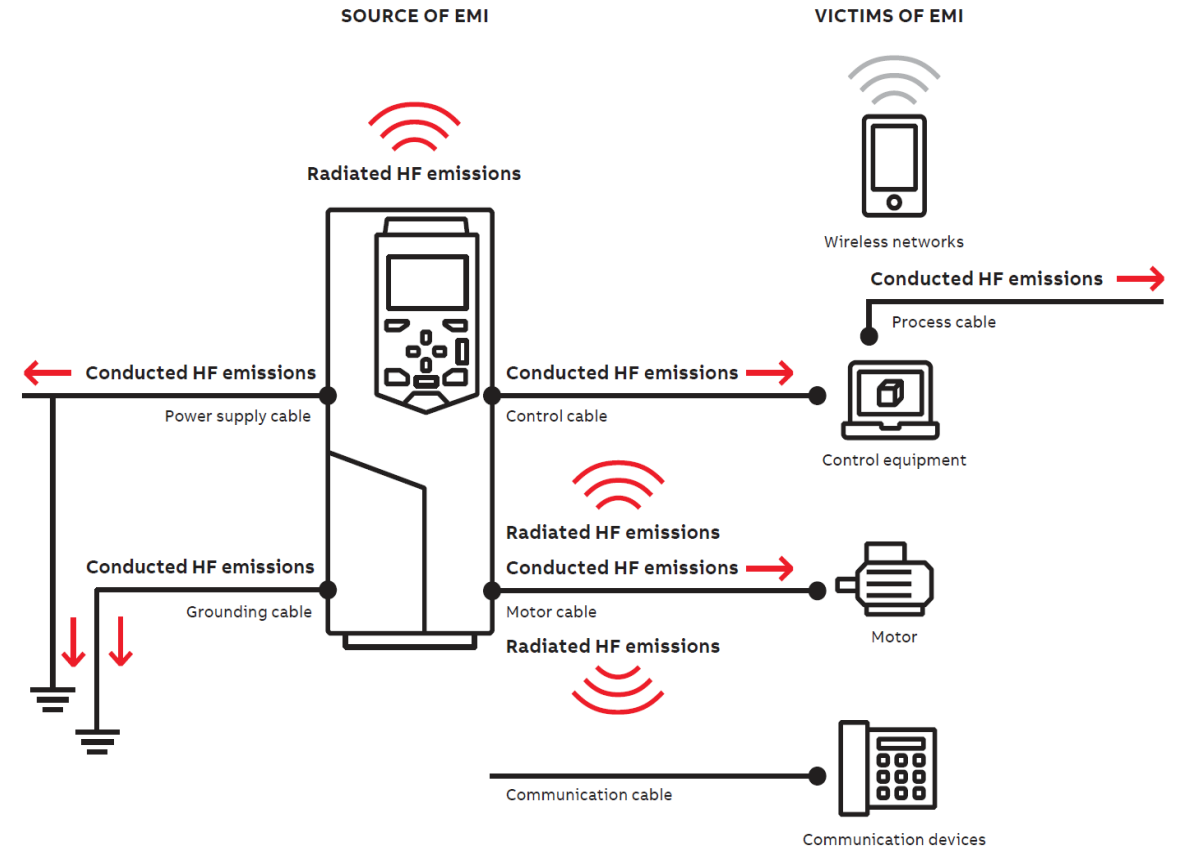 SOURCE OF EMI
VICTIMS OF EMI
Radiated HF emissions
Wireless networks
Conducted HF emissions
Process cable
Conducted HF emissions
Power supply cable
Conducted HF emissions
Control cable
Control equipment
Radiated HF emissions
Conducted HF emissions
Grounding cable
Conducted HF emissions
Motor cable
Motor
Radiated HF emissions
Communication cable
Communication devices